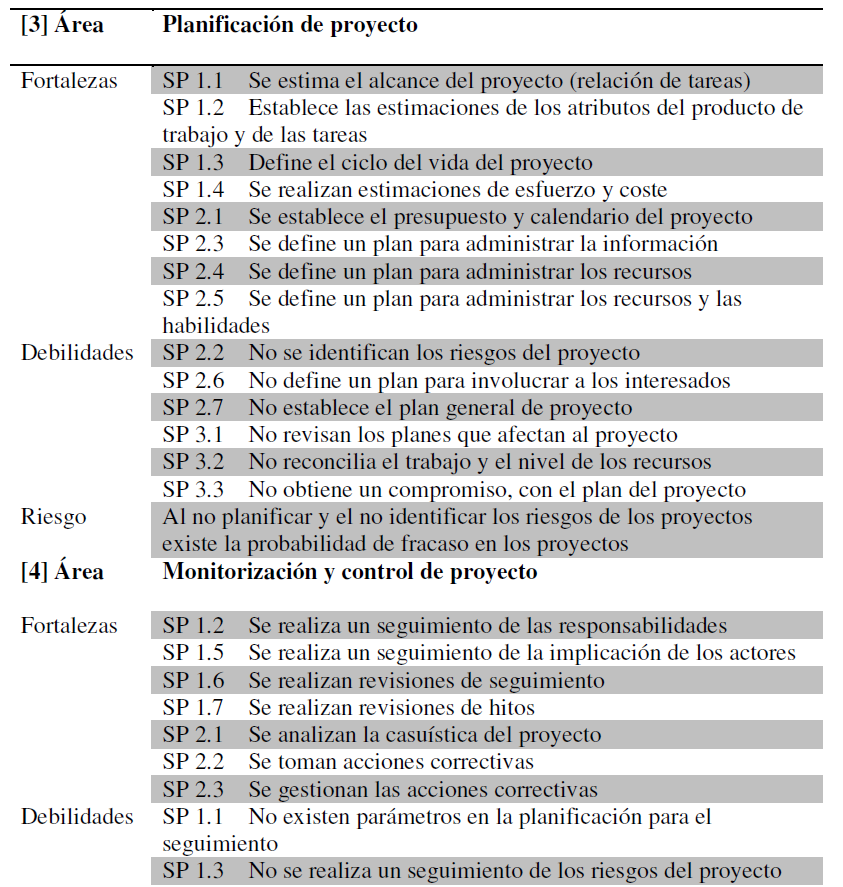 [3] Área Planificación de proyecto
Fortalezas SP 1.1 Se estima el alcance del proyecto (relación de tareas)
SP 1.2 Establece las estimaciones de los atributos del producto de
trabajo y de las tareas
SP 1.3 Define el ciclo del vida del proyecto
SP 1.4 Se realizan estimaciones de esfuerzo y coste
SP 2.1 Se establece el presupuesto y calendario del proyecto
SP 2.3 Se define un plan para administrar la información
SP 2.4 Se define un plan para administrar los recursos
SP 2.5 Se define un plan para administrar los recursos y las
habilidades
Debilidades SP 2.2 No se identifican los riesgos del proyecto
SP 2.6 No define un plan para involucrar a los interesados
SP 2.7 No establece el plan general de proyecto
SP 3.1 No revisan los planes que afectan al proyecto
SP 3.2 No reconcilia el trabajo y el nivel de los recursos
SP 3.3 No obtiene un compromiso, con el plan del proyecto
Riesgo Al no planificar y el no identificar los riesgos de los proyectos
existe la probabilidad de fracaso en los proyectos
[4] Área Monitorización y control de proyecto
Fortalezas SP 1.2 Se realiza un seguimiento de las responsabilidades
SP 1.5 Se realiza un seguimiento de la implicación de los actores
SP 1.6 Se realizan revisiones de seguimiento
SP 1.7 Se realizan revisiones de hitos
SP 2.1 Se analizan la casuística del proyecto
SP 2.2 Se toman acciones correctivas
SP 2.3 Se gestionan las acciones correctivas
Debilidades SP 1.1 No existen parámetros en la planificación para el
seguimiento
SP 1.3 No se realiza un seguimiento de los riesgos del proyecto